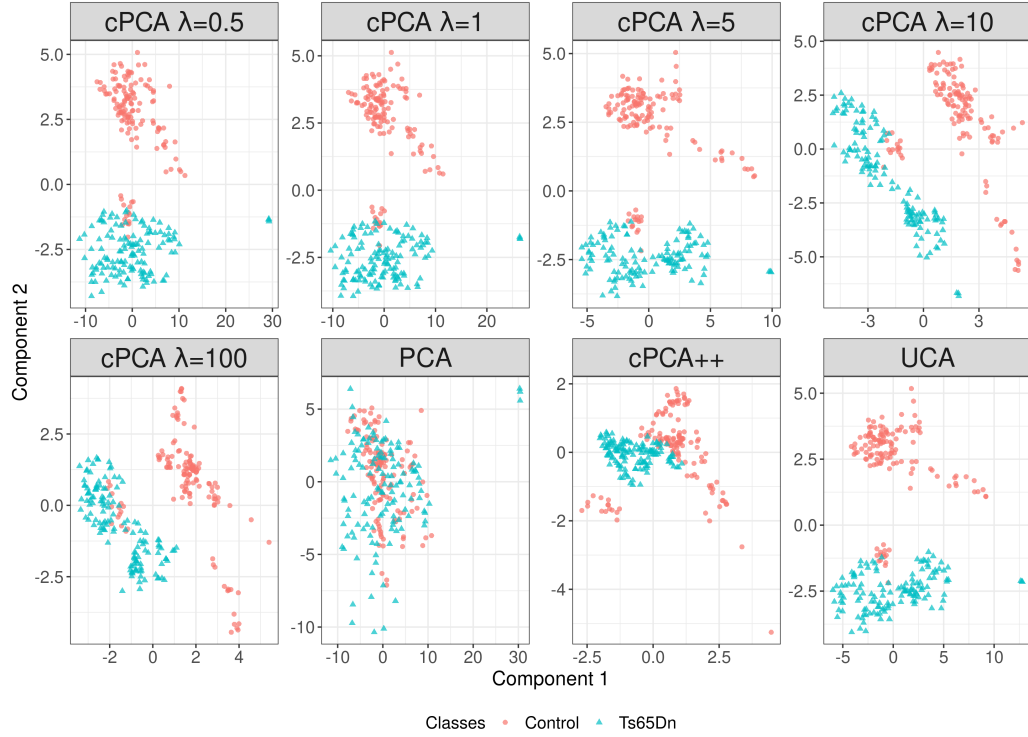 cPCA λ=0.5 cPCA λ=1 cPCA λ=5 cPCA λ=10
5.0 5.0 5.0 5.0
2.5 2.5 2.5 2.5
0.0 0.0 0.0 0.0
-2.5 -2.5 -2.5 -2.5
-5.0
-10 0 10 20 30 -10 0 10 20 -5 0 5 10 -3 0 3
Component 2
cPCA λ=100 PCA cPCA++ UCA
2.5 0.0 -2.5
5 0 -5 -10
2 0 -2 -4
5.0 2.5 0.0 -2.5
-2 0 2 4 -10 0 10 20 30 -2.5 0.0 2.5 -5 0 5 10
Component 1
Classes Control Ts65Dn